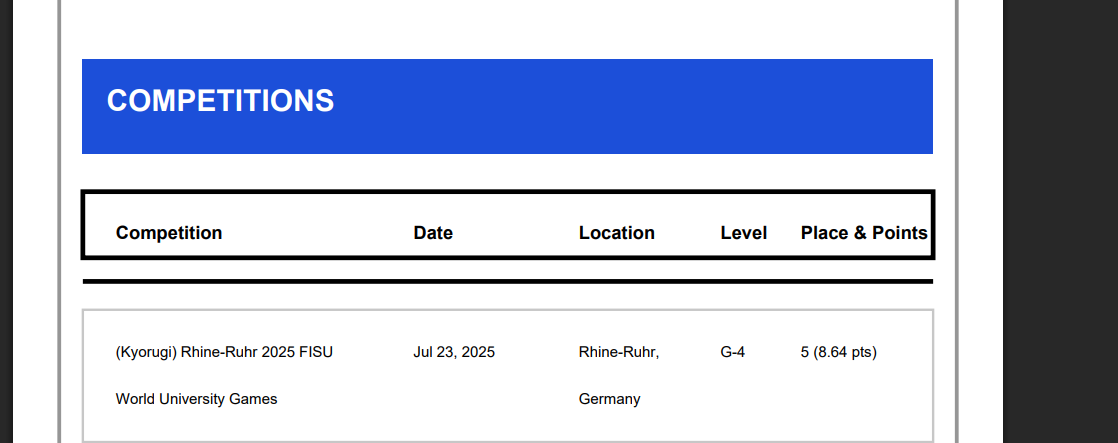 COMPETITIONS
Competition Date Location Level Place & Points
(Kyorugi) Rhine-Ruhr 2025 FISU Jul 23, 2025 Rhine-Ruhr, G-4 5 (8.64 pts)
World University Games Germany